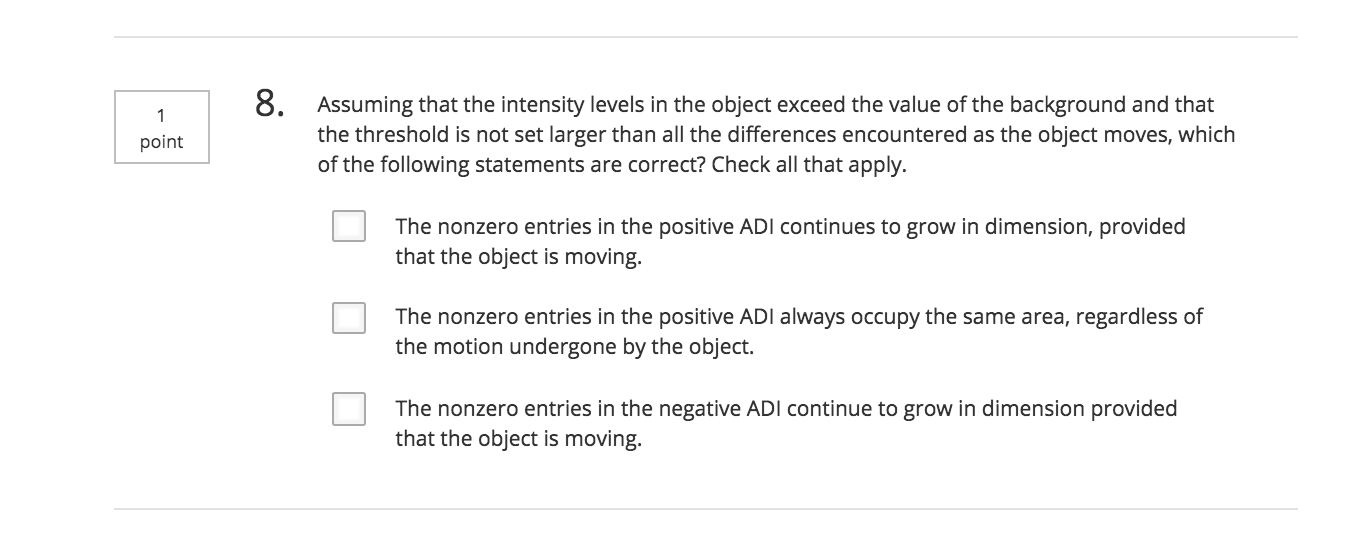 1
point
8.
Assuming that the intensity levels in the object exceed the value of the background and that
the threshold is not set larger than all the differences encountered as the object moves, which
of the following statements are correct? Check all that apply.
The nonzero entries in the positive ADI continues to grow in dimension, provided
that the object is moving.
The nonzero entries in the positive ADI always occupy the same area, regardless of
the motion undergone by the object.
The nonzero entries in the negative ADI continue to grow in dimension provided
that the object is moving.